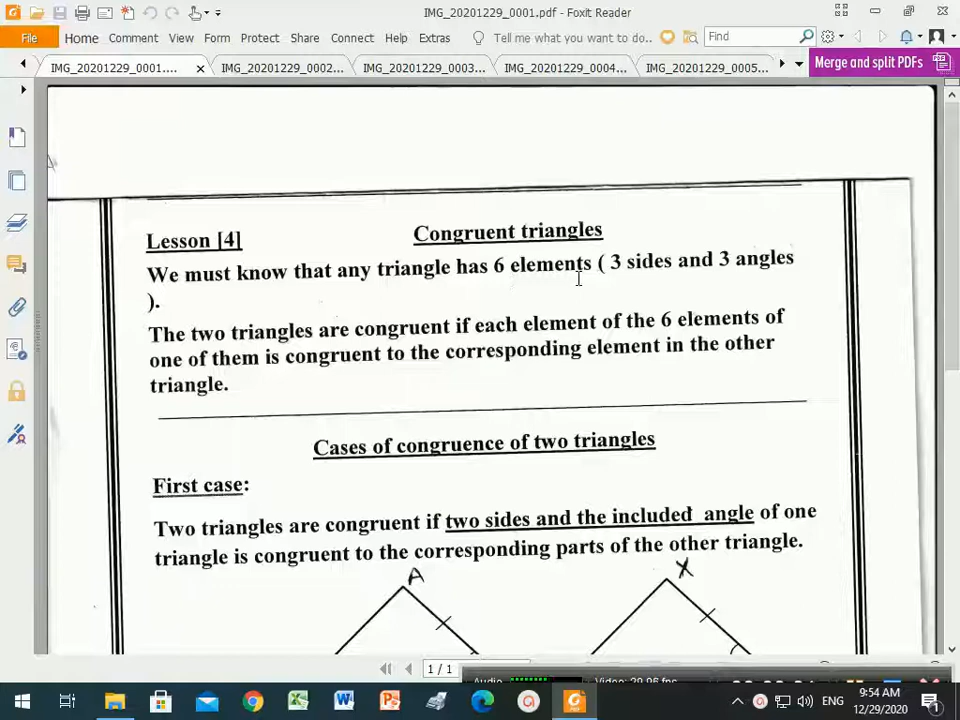 IMG_20201229_0001.pdf - Foxit Reader
File Home Comment View Form Protect Share Connect Help Extras Tell me what you want to do.. Find
IMG_20201229_0001.... IMG_20201229_0002... IMG_20201229_0003... IMG_20201229_0004... IMG_20201229_0005... Merge and split PDFs
Lesson [4] Congruent triangles
We must know that any triangle has 6 elements ( 3 sides and 3 angles
).
The two triangles are congruent if each element of the 6 elements of
one of them is congruent to the corresponding element in the other
triangle.
Cases of congruence of two triangles
First case:
Two triangles are congruent if two sides and the included angle of one
triangle is congruent to the corresponding parts of the other triangle.
A X
1 / 1
ENG 9:54 AM
12/29/2020